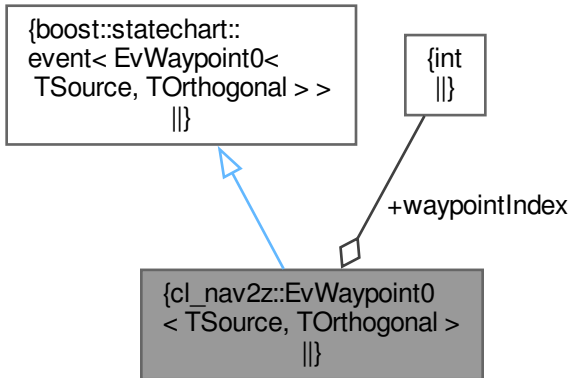 {boost::statechart::
event< EvWaypoint0<
TSource, TOrthogonal > >
||}
{int
||}
+waypointIndex
{cl_nav2z::EvWaypoint0
< TSource, TOrthogonal >
||}